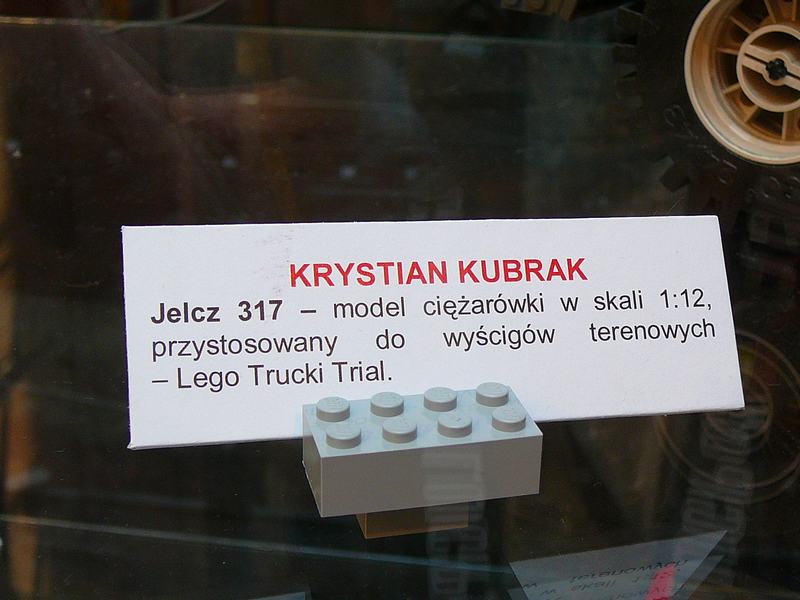 KRYSTIAN KUBRAK
Jelcz 317 – model ciężarówki w skali 1:12,
przystosowany do wyścigów terenowych
– Lego Trucki Trial.